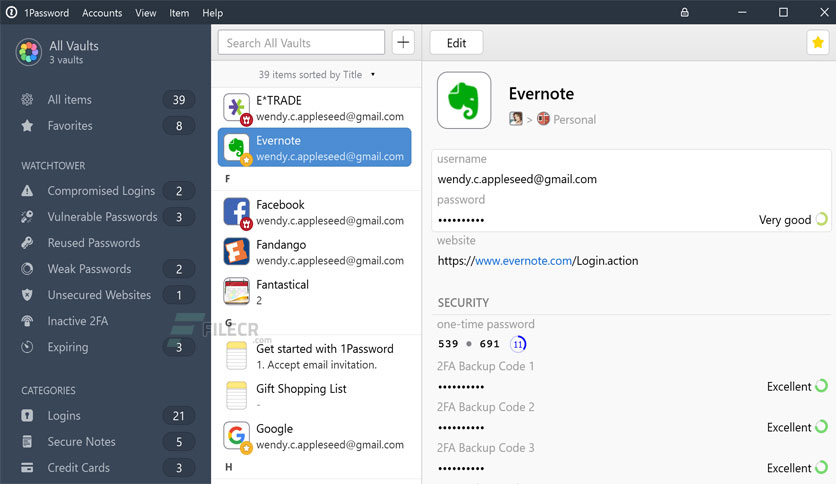 1Password Accounts View Item Help
All Vaults
3 vaults
All items 39
Favorites 8
WATCHTOWER
Compromised Logins 2
Vulnerable Passwords 3
Reused Passwords
Weak Passwords 2
Unsecured Websites 1
Inactive 2FA
Expiring 3
CATEGORIES
Logins 21
Secure Notes 5
Credit Cards 3
FILECR
.com
Search All Vaults
39 items sorted by Title
E*TRADE
wendy.c.appleseed@gmail.com
Evernote
wendy.c.appleseed@gmail.com
F
Facebook
wendy.c.appleseed@gmail.com
Fandango
wendy.c.appleseed@gmail.com
Fantastical
2
G
Get started with 1Password
1. Accept email invitation.
Gift Shopping List
-
Google
wendy.c.appleseed@gmail.com
H
Edit
Evernote
> Personal
username
wendy.c.appleseed@gmail.com
password
•••••••••• Very good
website
https://www.evernote.com/Login.action
SECURITY
one-time password
539 • 691 11
2FA Backup Code 1
•••••••••• Excellent
2FA Backup Code 2
•••••••••• Excellent
2FA Backup Code 3
•••••••••• Excellent